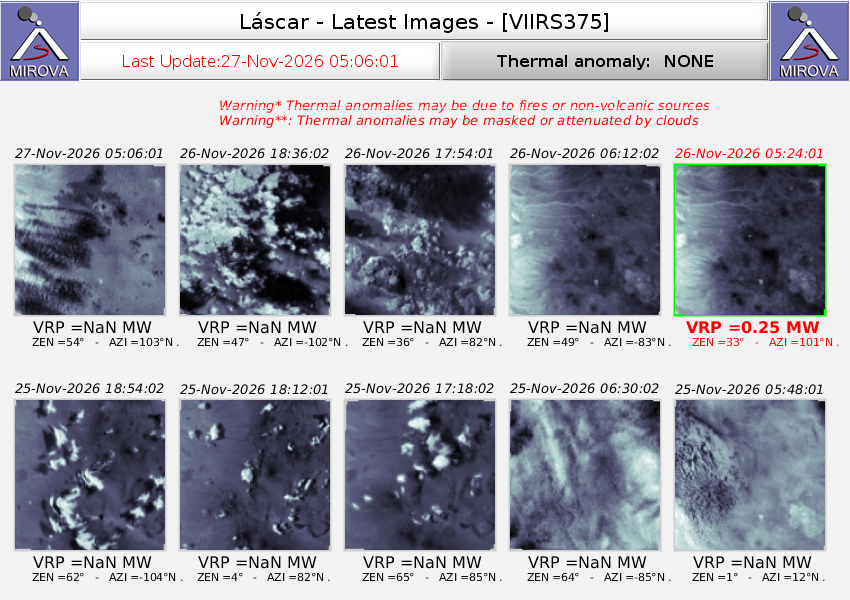 Láscar - Latest Images - [VIIRS375]
MIROVA
Last Update:27-Nov-2026 05:06:01
Thermal anomaly: NONE
MIROVA
Warning* Thermal anomalies may be due to fires or non-volcanic sources
Warning**: Thermal anomalies may be masked or attenuated by clouds
27-Nov-2026 05:06:01 26-Nov-2026 18:36:02 26-Nov-2026 17:54:01 26-Nov-2026 06:12:02 26-Nov-2026 05:24:01
VRP =NaN MW VRP =NaN MW VRP =NaN MW VRP =NaN MW VRP =0.25 MW
ZEN =54° - AZI =103°N . ZEN =47° - AZI =-102°N . ZEN =36° - AZI =82°N . ZEN =49° - AZI =-83°N . ZEN =33° - AZI =101°N .
25-Nov-2026 18:54:02 25-Nov-2026 18:12:01 25-Nov-2026 17:18:02 25-Nov-2026 06:30:02 25-Nov-2026 05:48:01
VRP =NaN MW VRP =NaN MW VRP =NaN MW VRP =NaN MW VRP =NaN MW
ZEN =62° - AZI =-104°N . ZEN =4° - AZI =82°N . ZEN =65° - AZI =85°N . ZEN =64° - AZI =-85°N . ZEN =1° - AZI =12°N .